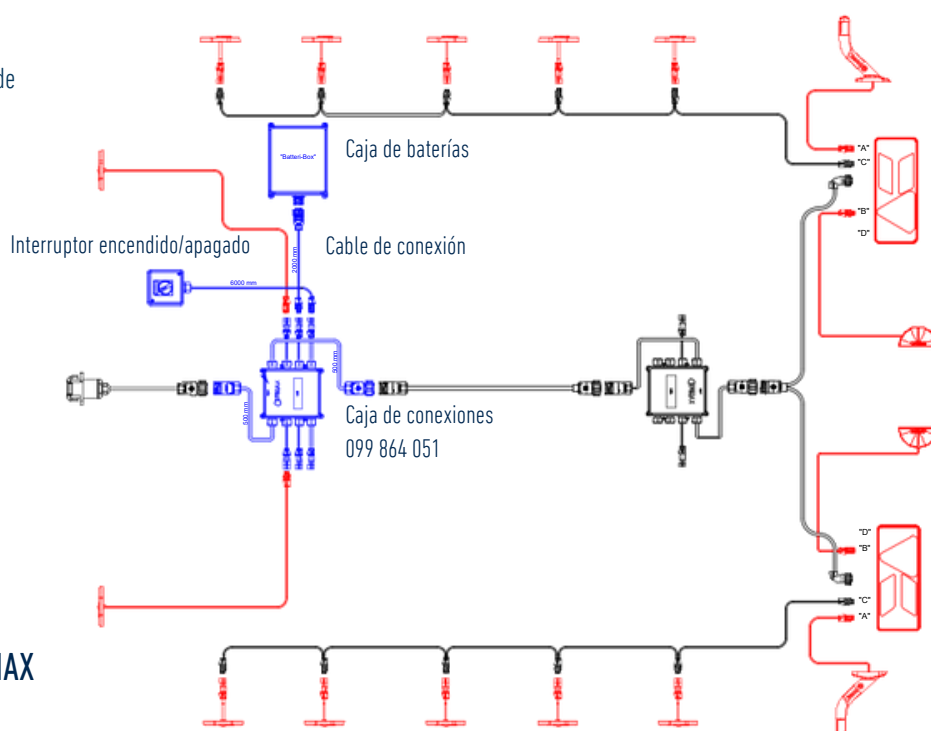 de
"Batteri-Box"
Caja de baterías
"A"
"C"
"B"
"D"
Interruptor encendido/apagado
Cable de conexión
2000 mm
6000 mm
500 mm
500 mm
Caja de conexiones
099 864 051
"D"
"B"
"C"
"A"